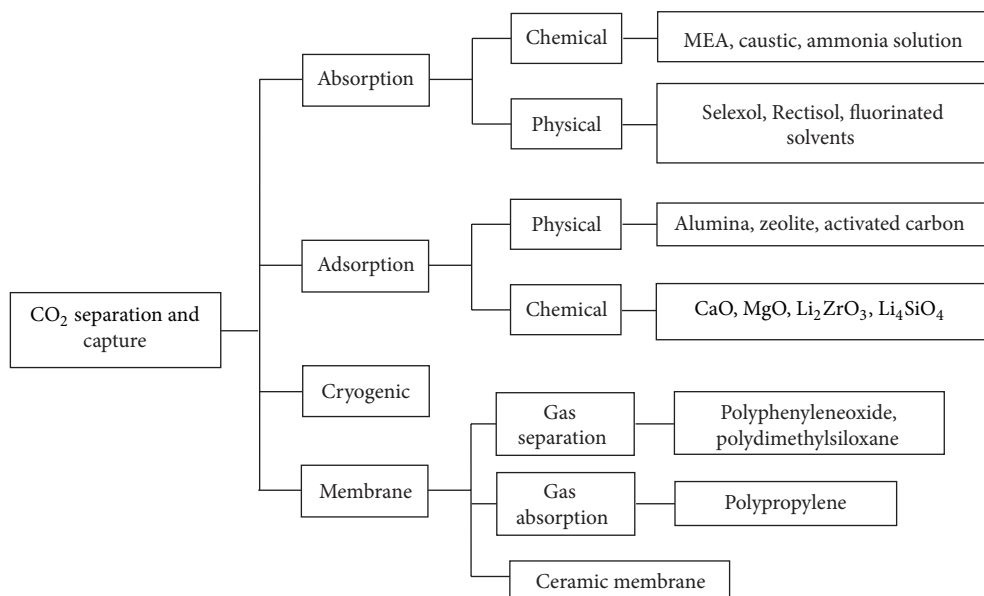 CO₂ separation and
capture
Absorption
Chemical
MEA, caustic, ammonia solution
Physical
Selexol, Rectisol, fluorinated
solvents
Adsorption
Physical
Alumina, zeolite, activated carbon
Chemical
CaO, MgO, Li₂ZrO₃, Li₄SiO₄
Cryogenic
Membrane
Gas
separation
Polyphenyleneoxide,
polydimethylsiloxane
Gas
absorption
Polypropylene
Ceramic membrane